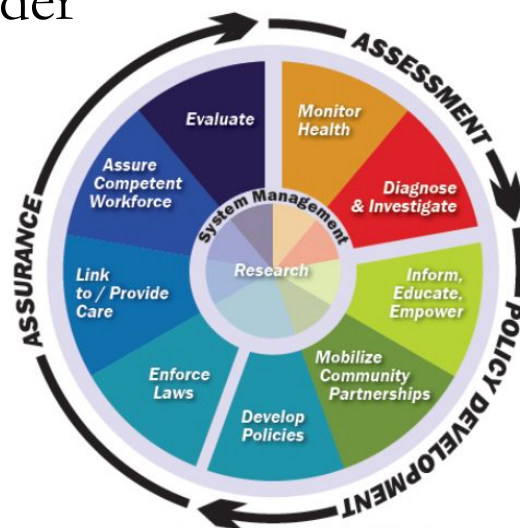 der
ASSESSMENT
Monitor
Health
Diagnose
& Investigate
POLICY DEVELOPMENT
Inform,
Educate,
Empower
Mobilize
Community
Partnerships
Develop
Policies
ASSURANCE
Enforce
Laws
Link
to / Provide
Care
Assure
Competent
Workforce
Evaluate
System Management
Research